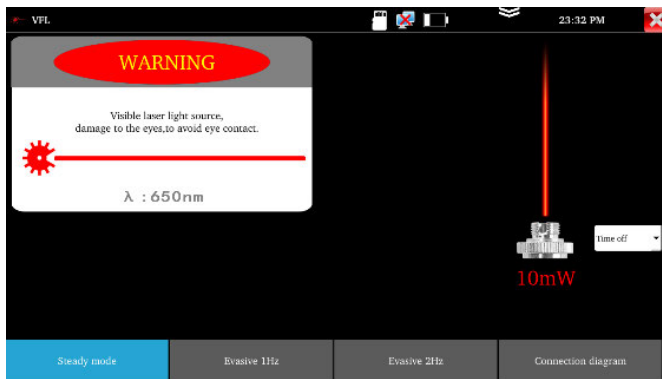 VFL
23:32 PM
WARNING
Visible laser light source,
damage to the eyes,to avoid eye contact.
λ :650nm
Time off
10mW
Steady mode
Evasive 1Hz
Evasive 2Hz
Connection diagram